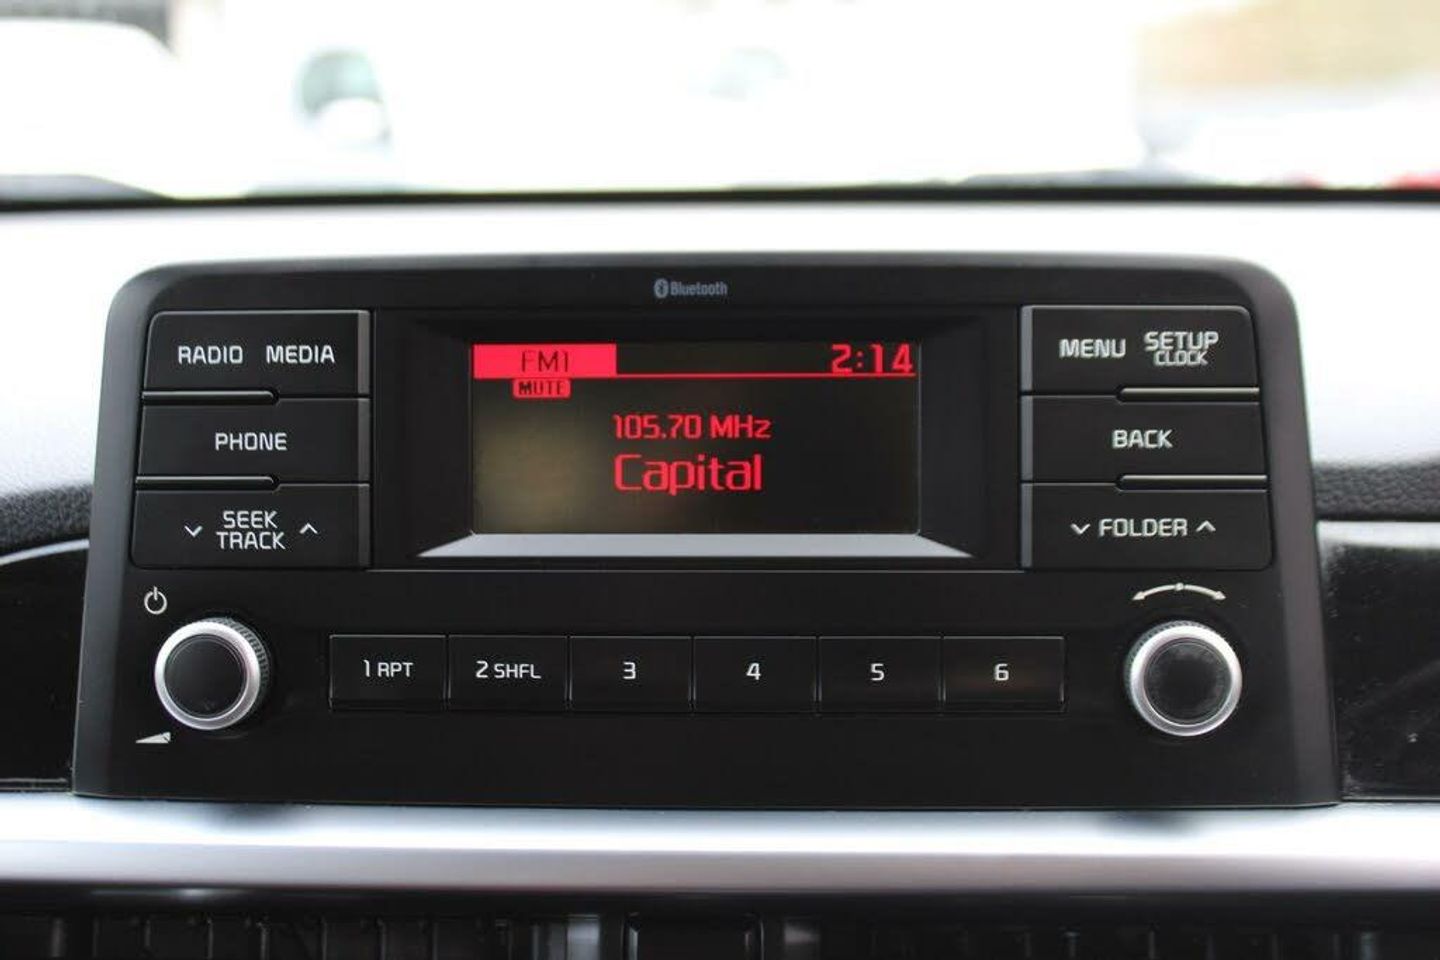 Bluetooth
RADIO MEDIA
PHONE
SEEK
TRACK
FM1
2:14
MUTE
105.70 MHz
Capital
MENU
SETUP
CLOCK
BACK
FOLDER
1 RPT
2 SHFL
3
4
5
6